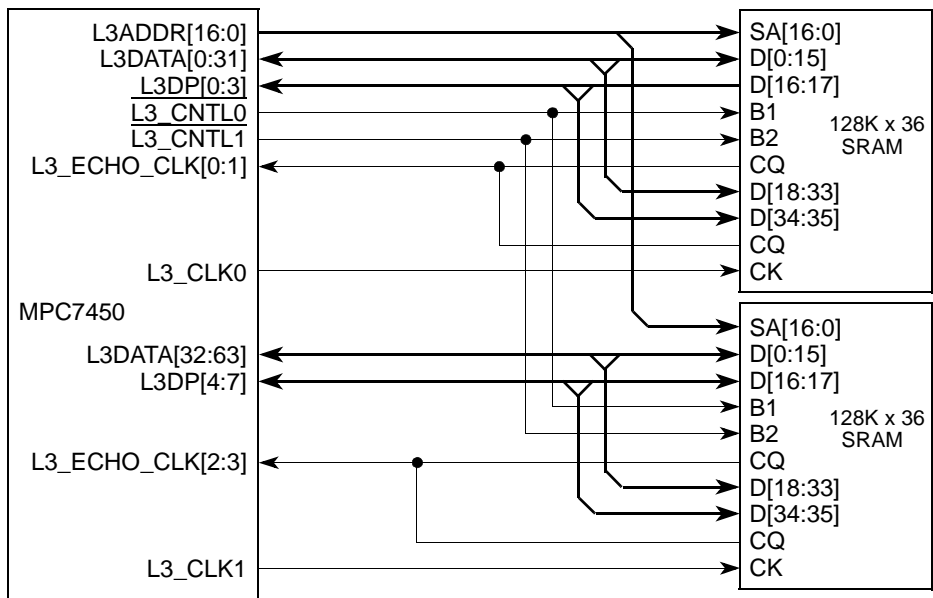 L3ADDR[16:0]
L3DATA[0:31]
L3DP[0:3]
L3_CNTL0
L3_CNTL1
L3_ECHO_CLK[0:1]
L3_CLK0
MPC7450
L3DATA[32:63]
L3DP[4:7]
L3_ECHO_CLK[2:3]
L3_CLK1
SA[16:0]
D[0:15]
D[16:17]
B1
B2
CQ
D[18:33]
D[34:35]
CQ
CK
128K x 36
SRAM
SA[16:0]
D[0:15]
D[16:17]
B1
B2
CQ
D[18:33]
D[34:35]
CQ
CK
128K x 36
SRAM